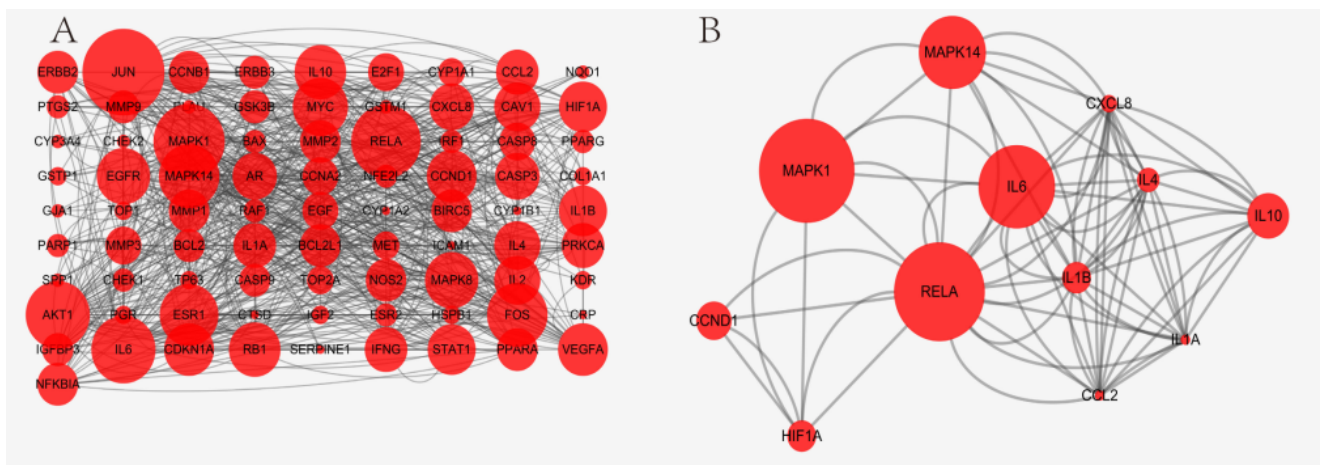 A
ERBB2 JUN CCNB1 ERBB3 IL10 E2F1 CYP1A1 CCL2 NQO1
PTGS2 MMP9 PLAU GSK3B MYC GSTM1 CXCL8 CAV1 HIF1A
CYP3A4 CHEK2 MAPK1 BAX MMP2 RELA IRF1 CASP8 PPARG
GSTP1 EGFR MAPK14 AR CCNA2 NFE2L2 CCND1 CASP3 COL1A1
GJA1 TOP1 MMP1 RAF1 EGF CYP1A2 BIRC5 CYP1B1 IL1B
PARP1 MMP3 BCL2 IL1A BCL2L1 MET ICAM1 IL4 PRKCA
SPP1 CHEK1 TP63 CASP9 TOP2A NOS2 MAPK8 IL2 KDR
AKT1 PGR ESR1 CTSD IGF2 ESR2 HSPB1 FOS CRP
IGFBP3 IL6 CDKN1A RB1 SERPINE1 IFNG STAT1 PPARA VEGFA
NFKBIA
B
MAPK14
CXCL8
MAPK1
IL6
IL4
IL10
IL1B
RELA
CCND1
IL1A
CCL2
HIF1A